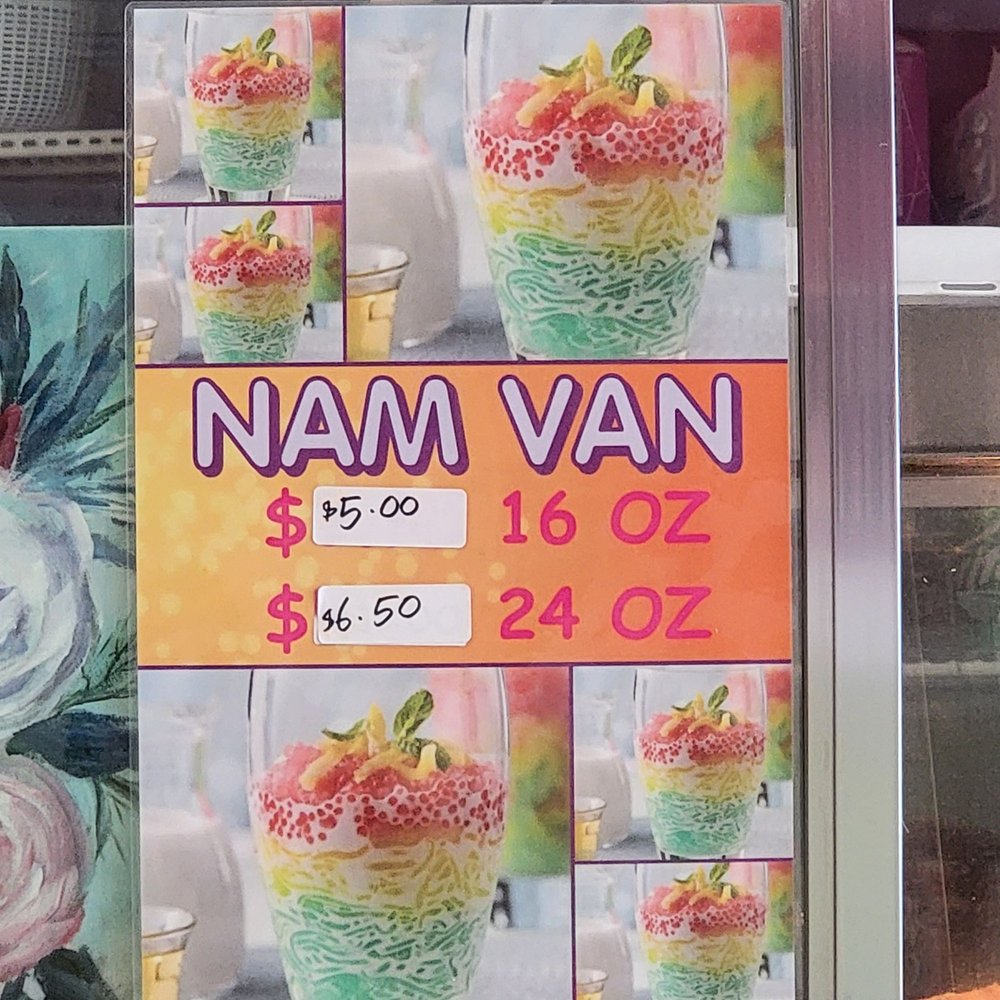 NAM VAN
$ $5.00 16 OZ
$ $6.50 24 OZ